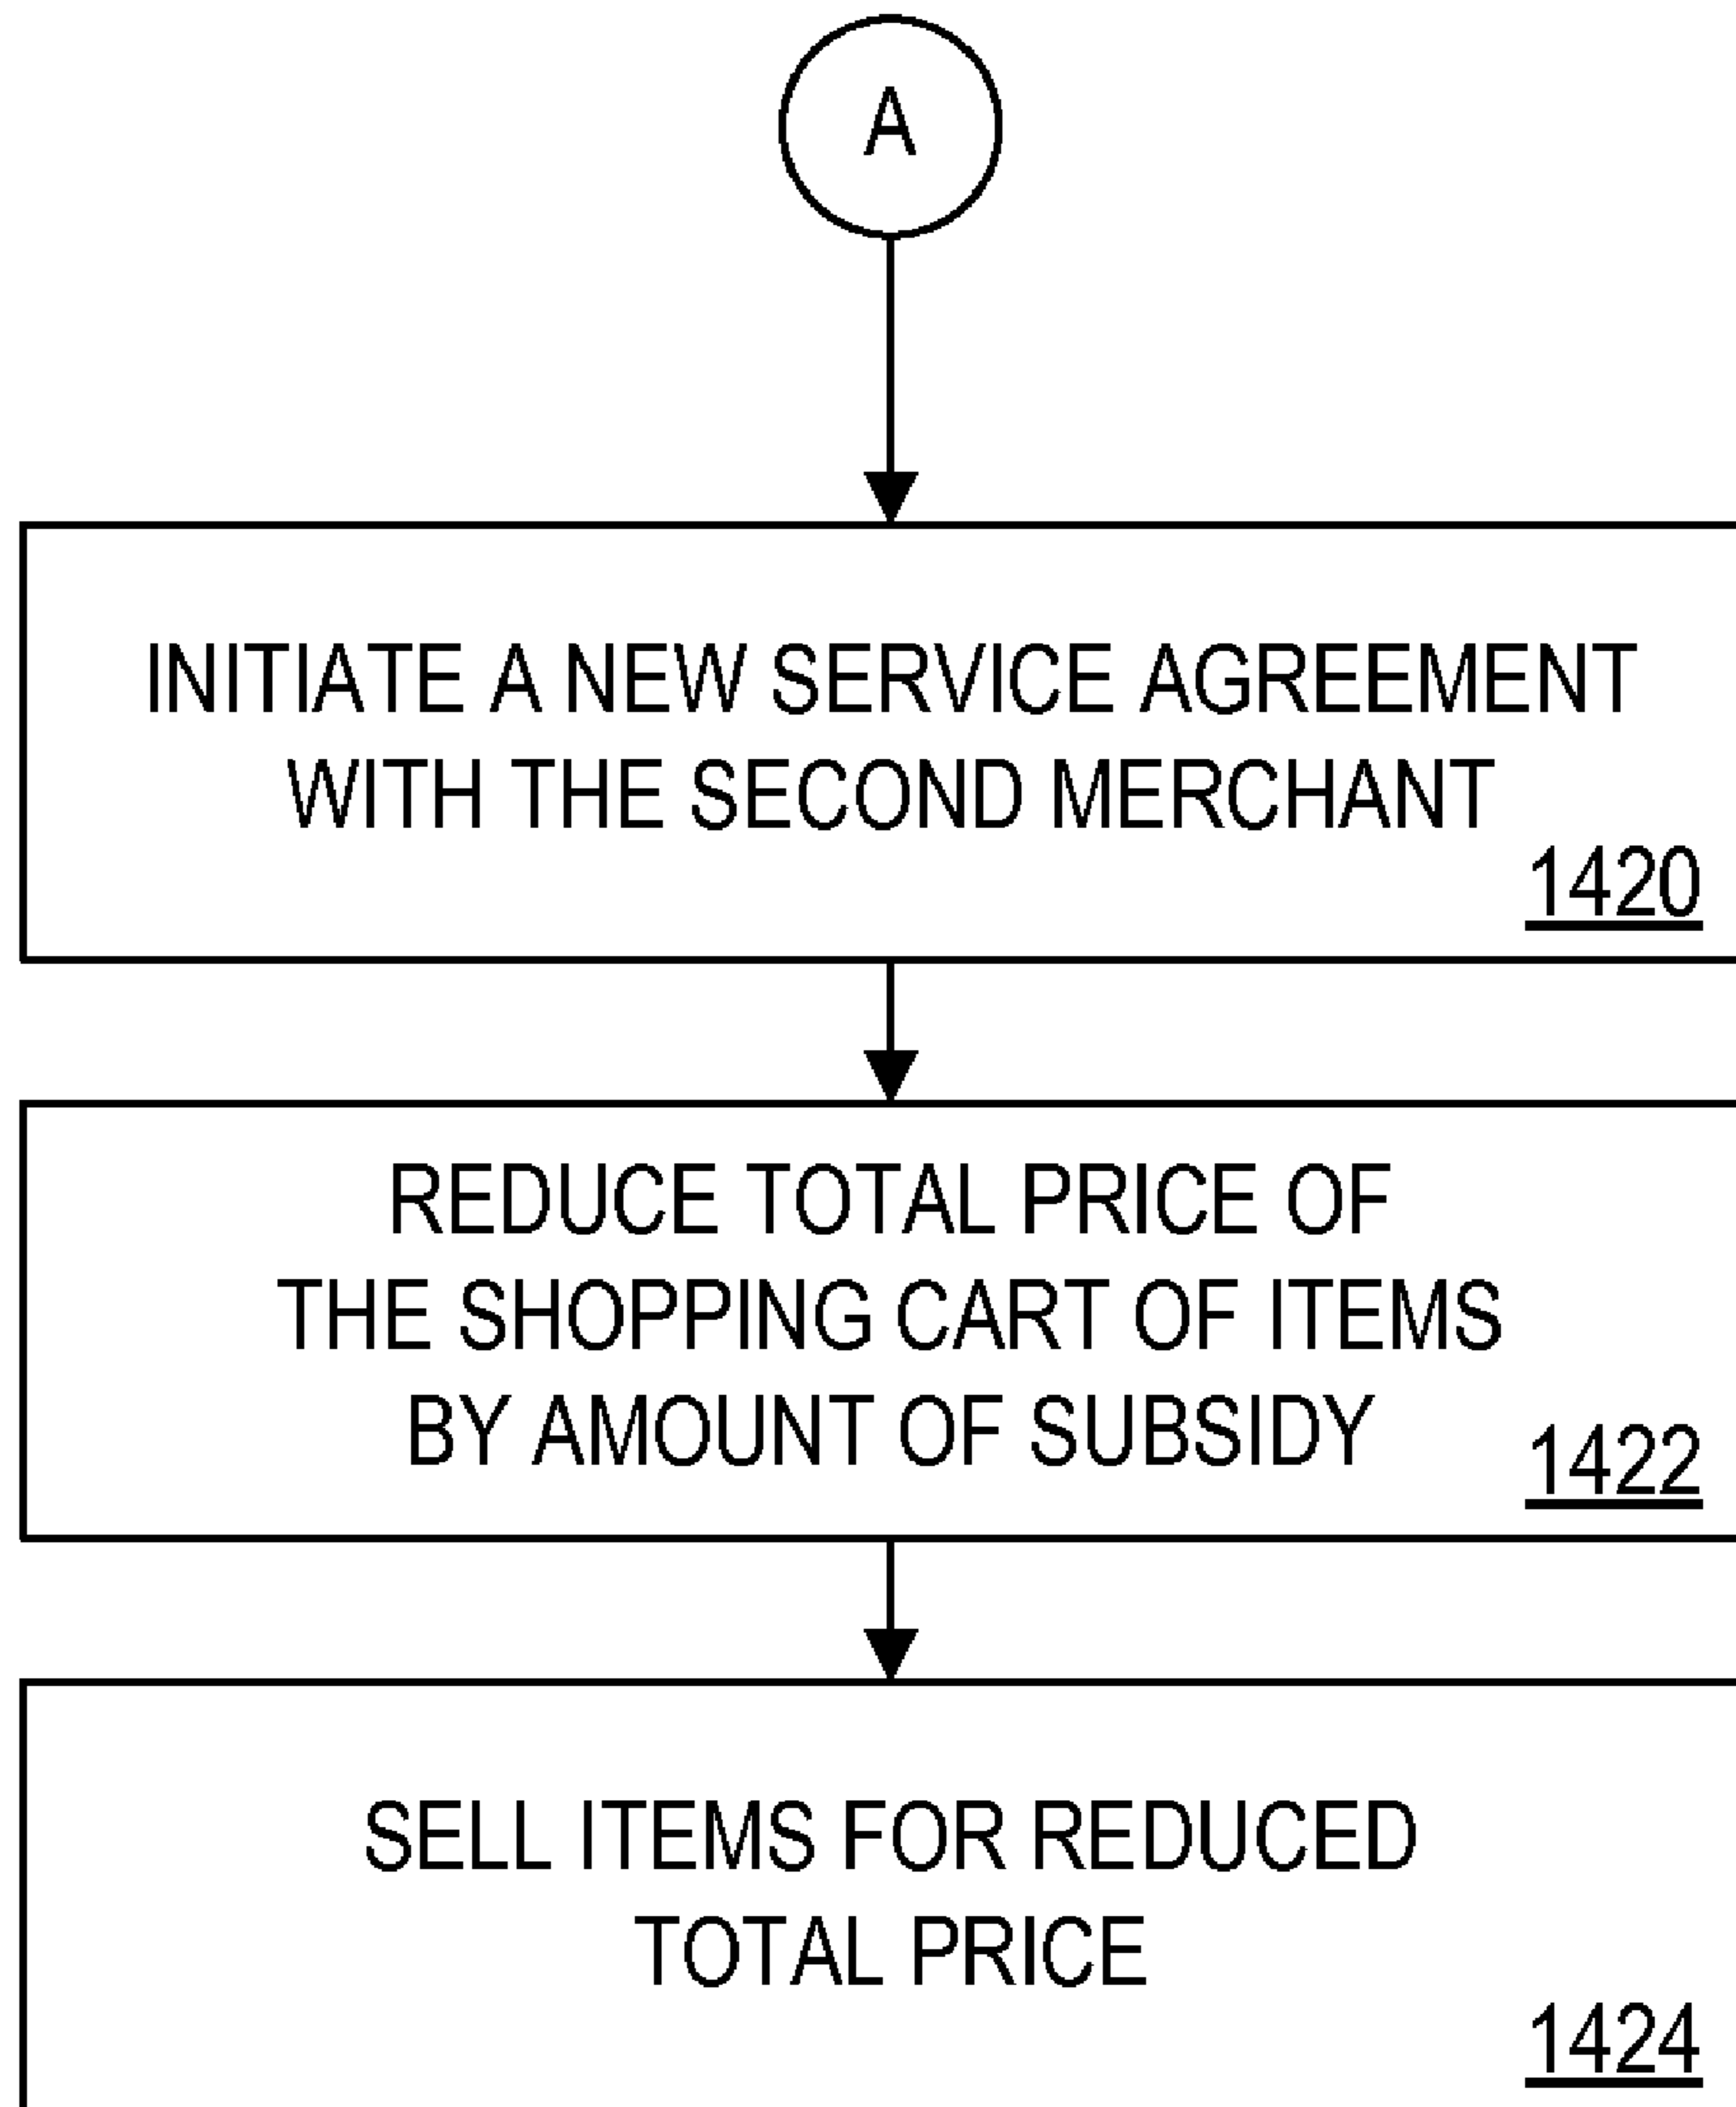 A
INITIATE A NEW SERVICE AGREEMENT
WITH THE SECOND MERCHANT
1420
REDUCE TOTAL PRICE OF
THE SHOPPING CART OF ITEMS
BY AMOUNT OF SUBSIDY
1422
SELL ITEMS FOR REDUCED
TOTAL PRICE
1424